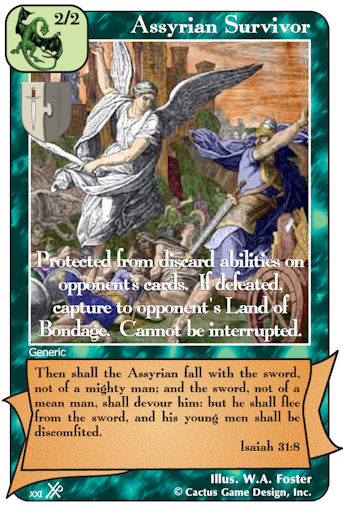 2/2
Assyrian Survivor
Protected from discard abilities on
opponent's cards. If defeated,
capture to opponent's Land of
Bondage. Cannot be interrupted.
Generic
Then shall the Assyrian fall with the sword,
not of a mighty man; and the sword, not of a
mean man, shall devour him: but he shall flee
from the sword, and his young men shall be
discomfited.
Isaiah 31:8
Illus. W.A. Foster
XXI
© Cactus Game Design, Inc.